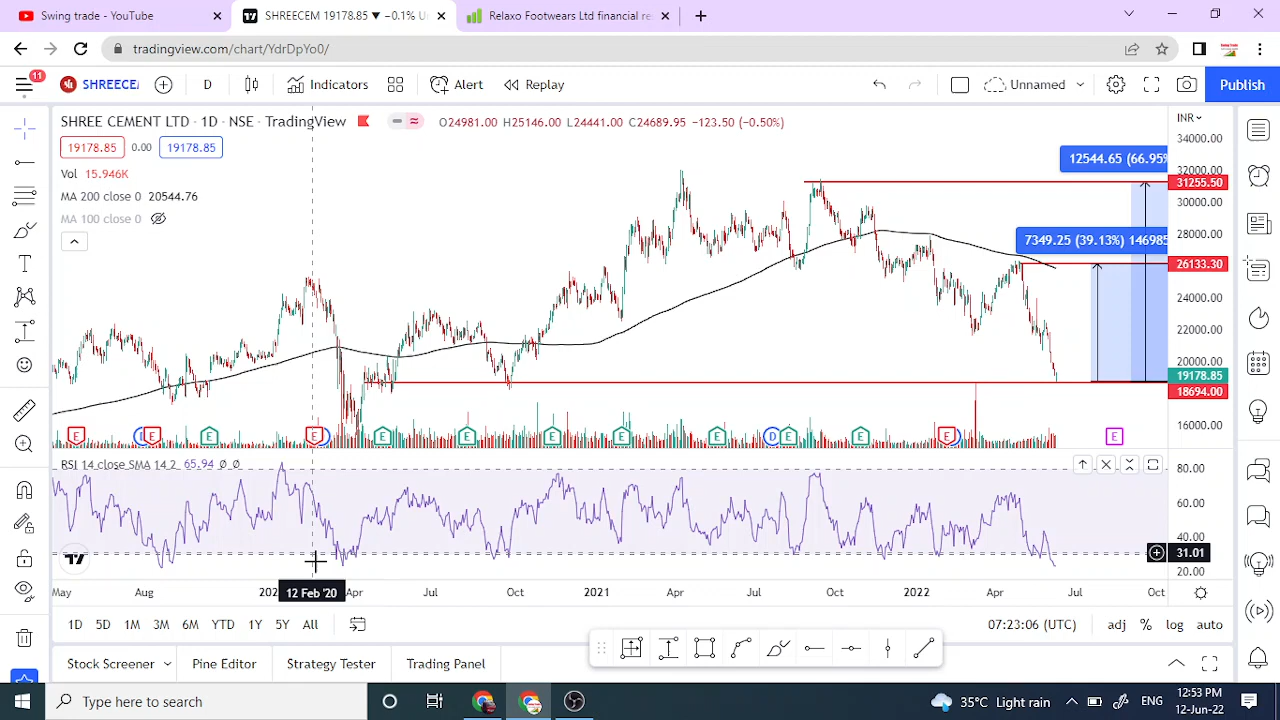 Swing trade - YouTube
SHREECEM 19178.85 ▼ −0.1% U
Relaxo Footwears Ltd financial re
tradingview.com/chart/YdrDpYo0/
11
SHREECEM
D
Indicators
Alert
Replay
Unnamed
Publish
SHREE CEMENT LTD · 1D · NSE · TradingView
O24981.00 H25146.00 L24441.00 C24689.95 −123.50 (−0.50%)
INR
19178.85 0.00 19178.85
Vol 15.946K
MA 200 close 0 20544.76
MA 100 close 0
12544.65 (66.95%
7349.25 (39.13%) 146985
34000.00
32000.00
31255.50
30000.00
28000.00
26133.30
24000.00
22000.00
20000.00
19178.85
18694.00
16000.00
E D E E E E E E E E D E E E E
RSI 14 close SMA 14 2 65.94 Ø Ø
80.00
60.00
40.00
31.01
20.00
May Aug 202 12 Feb '20 Apr Jul Oct 2021 Apr Jul Oct 2022 Apr Jul Oct
1D 5D 1M 3M 6M YTD 1Y 5Y All
07:23:06 (UTC)
adj % log auto
Stock Screener
Pine Editor
Strategy Tester
Trading Panel
Type here to search
35°C Light rain
ENG
12:53 PM
12-Jun-22